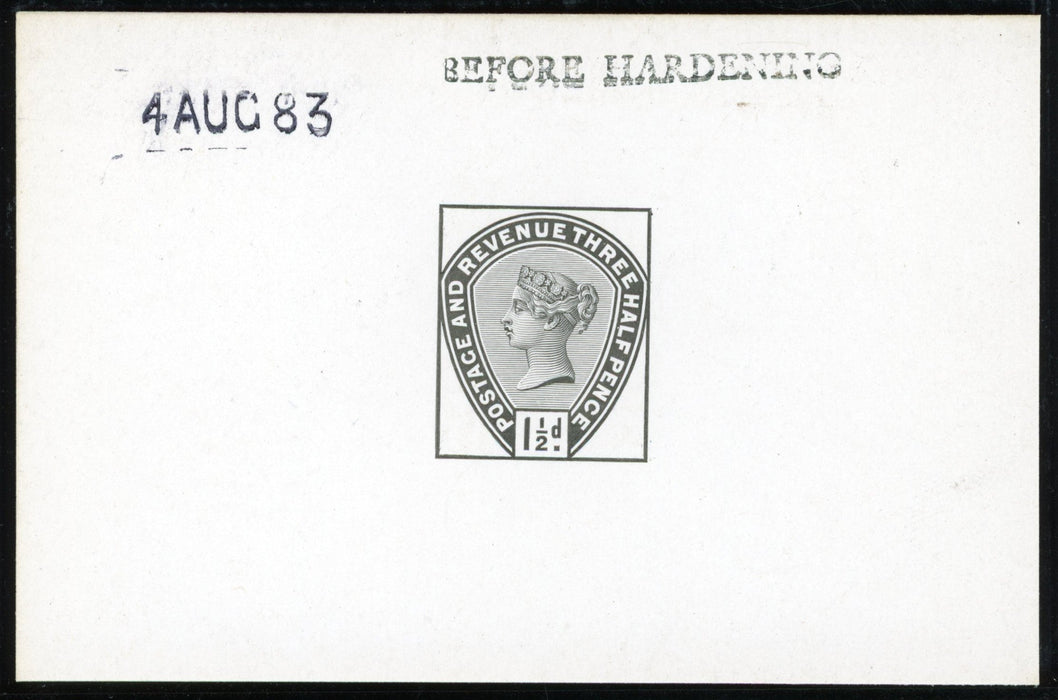 BEFORE HARDENING
4 AUG 83
POSTAGE AND REVENUE THREE HALF PENCE
1½d.